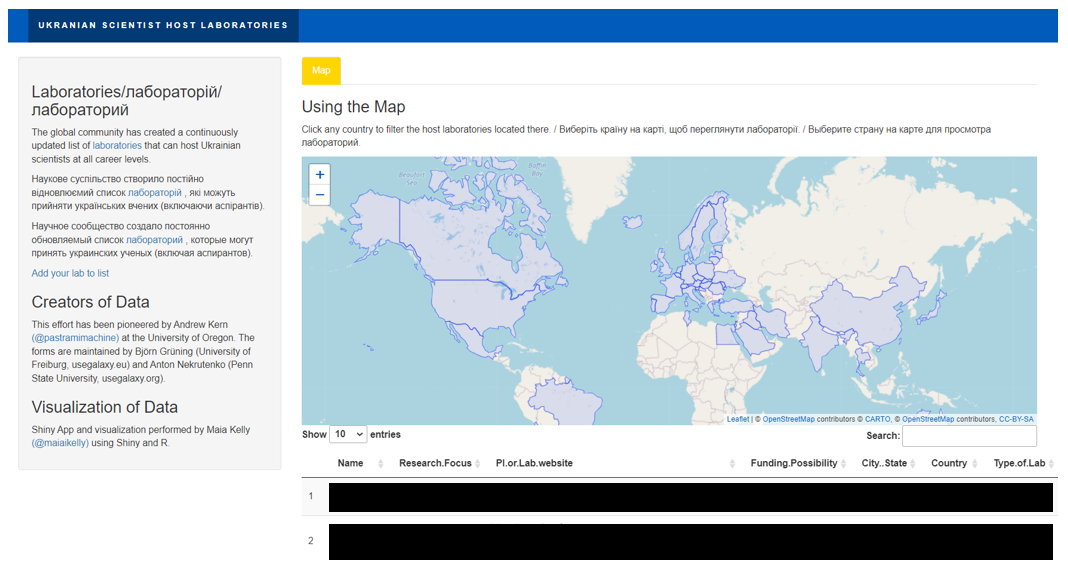 UKRANIAN SCIENTIST HOST LABORATORIES
Laboratories/лабораторій/
лабораторий
The global community has created a continuously
updated list of laboratories that can host Ukrainian
scientists at all career levels.
Наукове суспільство створило постійно
відновлюємий список лабораторій , які можуть
прийняти українських вчених (включаючи аспірантів).
Научное сообщество создало постоянно
обновляемый список лабораторий , которые могут
принять украинских ученых (включая аспирантов).
Add your lab to list
Creators of Data
This effort has been pioneered by Andrew Kern
(@pastramimachine) at the University of Oregon. The
forms are maintained by Björn Grüning (University of
Freiburg, usegalaxy.eu) and Anton Nekrutenko (Penn
State University, usegalaxy.org).
Visualization of Data
Shiny App and visualization performed by Maia Kelly
(@maiaikelly) using Shiny and R.
Map
Using the Map
Click any country to filter the host laboratories located there. / Виберіть країну на карті, щоб переглянути лабораторії. / Выберите страну на карте для просмотра
лабораторий.
+
−
Beaufort
Sea
Baffin
Bay
Leaflet | © OpenStreetMap contributors © CARTO, © OpenStreetMap contributors, CC-BY-SA
Show 10 entries
Search:
Name Research.Focus PI.or.Lab.website Funding.Possibility City..State Country Type.of.Lab
1
2